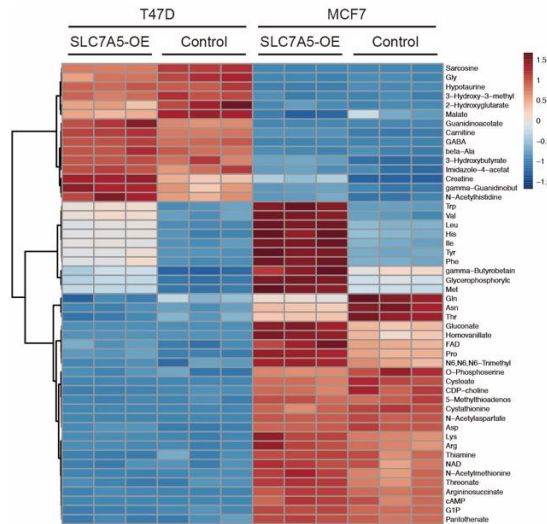 T47D MCF7
SLC7A5-OE Control SLC7A5-OE Control
Sarcosine
Gly
Hypotaurine
3-Hydroxy-3-methyl
2-Hydroxyglutarate
Malate
Guanidinoacetate
Carnitine
GABA
beta-Ala
3-Hydroxybutyrate
Imidazole-4-acetat
Creatine
gamma-Guanidinobut
N-Acetylhistidine
Trp
Val
Leu
His
Ile
Tyr
Phe
gamma-Butyrobetain
Glycerophosphorylc
Met
Gln
Asn
Thr
Gluconate
Homovanillate
FAD
Pro
N6,N6,N6-Trimethyl
O-Phosphoserine
Cysteate
CDP-choline
5-Methylthioadenos
Cystathionine
N-Acetylaspartate
Asp
Lys
Arg
Thiamine
NAD
N-Acetylmethionine
Threonate
Argininosuccinate
cAMP
G1P
Pantothenate
1.5
1
0.5
0
−0.5
−1